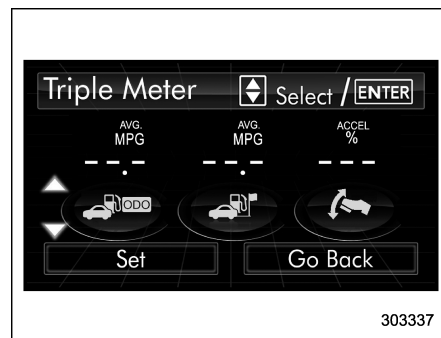 Triple Meter Select / ENTER
AVG. AVG. ACCEL
MPG MPG %
---.- ---.- ---
ODO
Set Go Back
303337